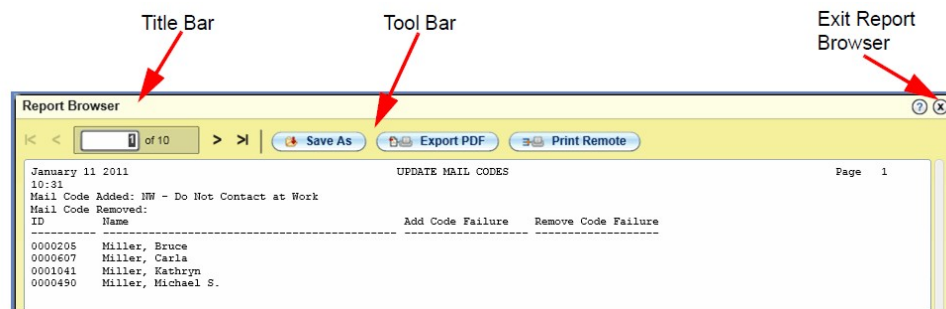 Title Bar
Tool Bar
Exit Report
Browser
Report Browser
1 of 10 Save As Export PDF Print Remote
January 11 2011 UPDATE MAIL CODES Page 1
10:31
Mail Code Added: NW - Do Not Contact at Work
Mail Code Removed:
ID Name Add Code Failure Remove Code Failure
0000205 Miller, Bruce
0000607 Miller, Carla
0001041 Miller, Kathryn
0000490 Miller, Michael S.